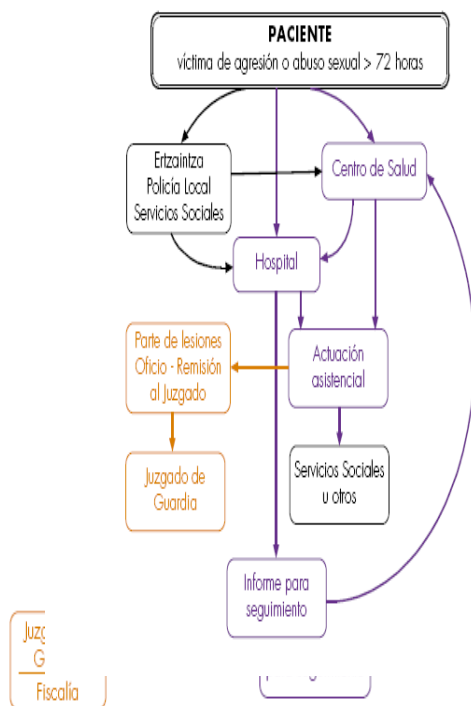 PACIENTE
víctima de agresión o abuso sexual > 72 horas
Ertzaintza
Policía Local
Servicios Sociales
Centro de Salud
Hospital
Parte de lesiones
Oficio - Remisión
al Juzgado
Actuación
asistencial
Juzgado de
Guardia
Servicios Sociales
u otros
Informe para
seguimiento
Fiscalía